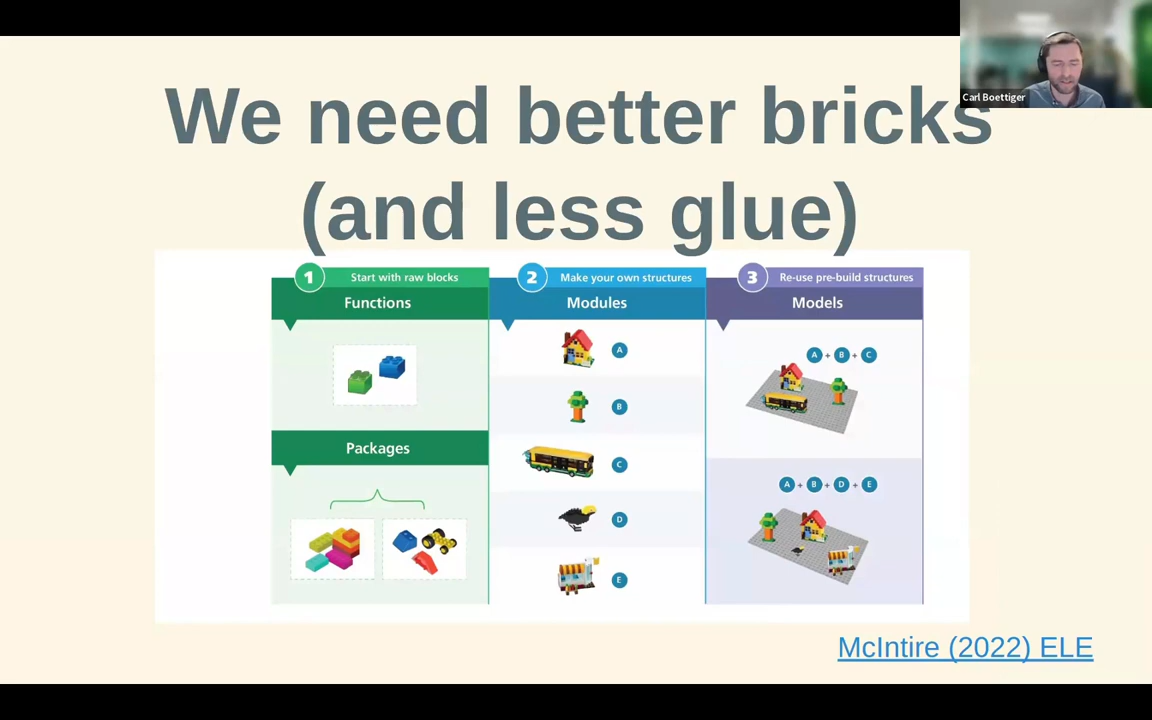 We need better bricks
(and less glue)
Carl Boettiger
1 Start with raw blocks
2 Make your own structures
3 Re-use pre-build structures
Functions
Modules
Models
A
A + B + C
B
Packages
C
A + B + D + E
D
E
McIntire (2022) ELE